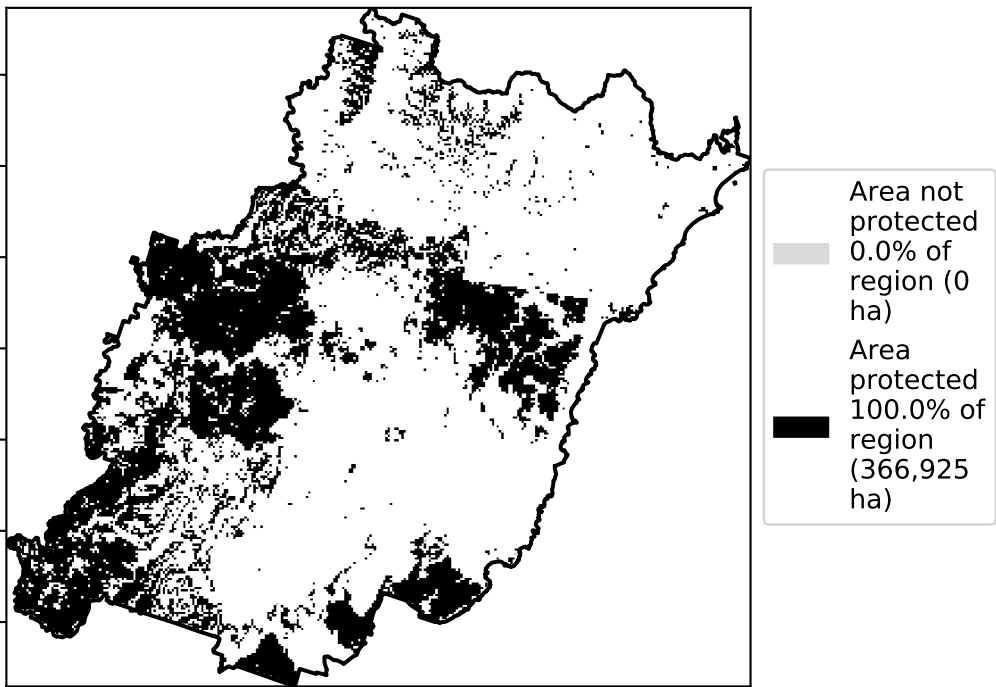 Area not
protected
0.0% of
region (0
ha)
Area
protected
100.0% of
region
(366,925
ha)